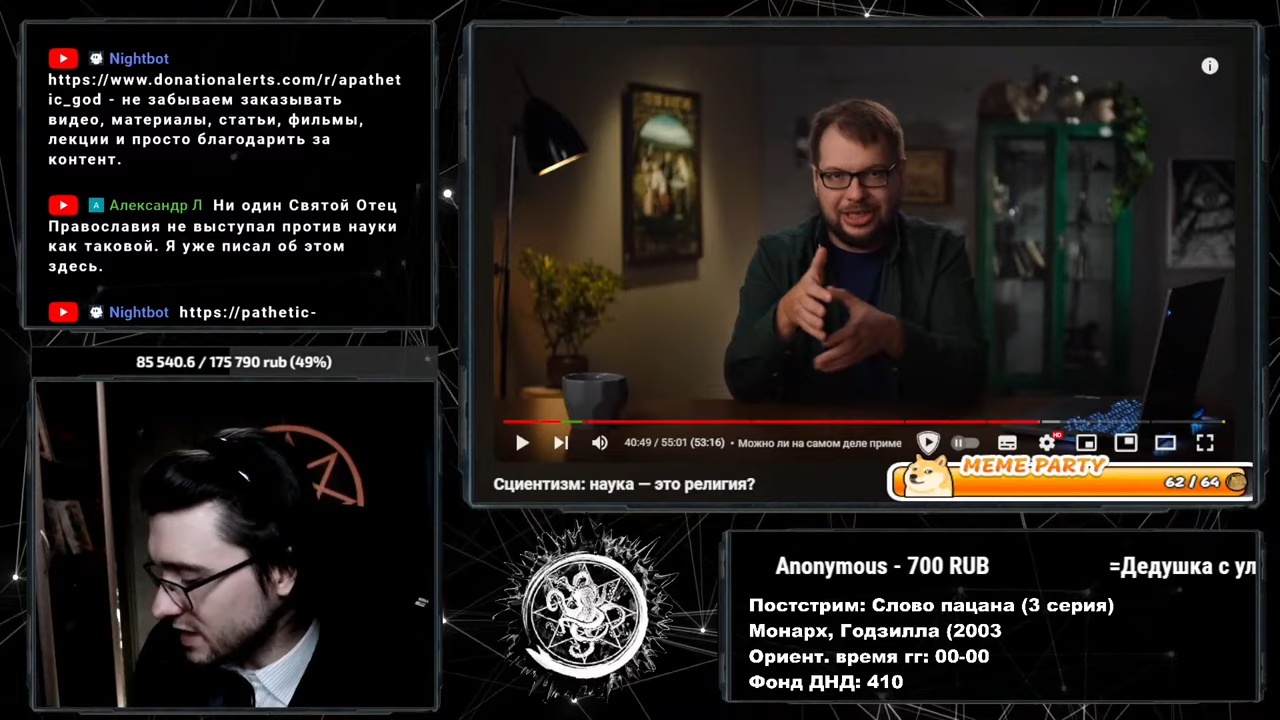 Nightbot
https://www.donationalerts.com/r/apathet
ic_god - не забываем заказывать
видео, материалы, статьи, фильмы,
лекции и просто благодарить за
контент.
А Александр Л Ни один Святой Отец
Православия не выступал против науки
как таковой. Я уже писал об этом
здесь.
Nightbot https://pathetic-
85 540.6 / 175 790 rub (49%)
40:49 / 55:01 (53:16) • Можно ли на самом деле приме
HD
Сциентизм: наука — это религия?
MEME PARTY
62 / 64
Anonymous - 700 RUB =Дедушка с ул
Постстрим: Слово пацана (3 серия)
Монарх, Годзилла (2003
Ориент. время гг: 00-00
Фонд ДНД: 410